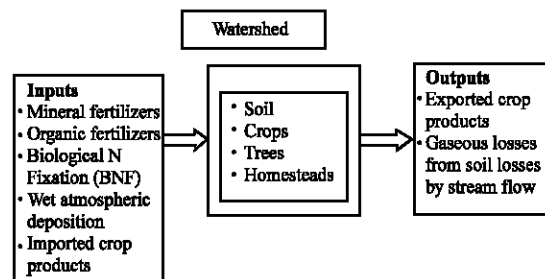 Watershed
Inputs
• Mineral fertilizers
• Organic fertilizers
• Biological N
Fixation (BNF)
• Wet atmospheric
deposition
• Imported crop
products
• Soil
• Crops
• Trees
• Homesteads
Outputs
• Exported crop
products
• Gaseous losses
from soil losses
by stream flow